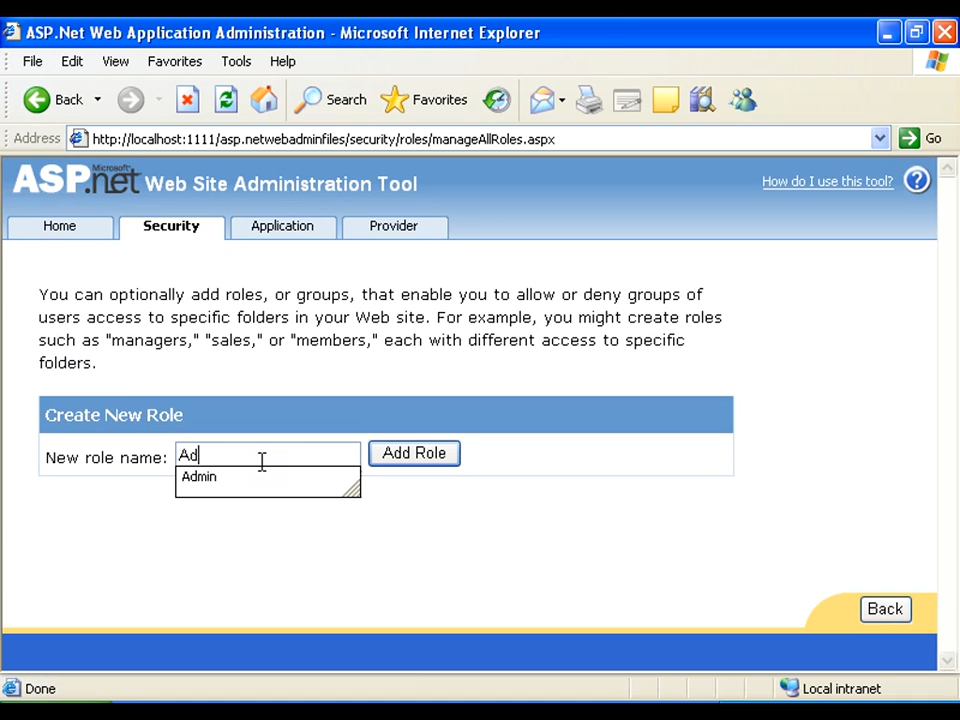 ASP.Net Web Application Administration - Microsoft Internet Explorer
File Edit View Favorites Tools Help
Back Search Favorites
Address http://localhost:1111/asp.netwebadminfiles/security/roles/manageAllRoles.aspx Go
Microsoft
ASP.net Web Site Administration Tool How do I use this tool? ?
Home Security Application Provider
You can optionally add roles, or groups, that enable you to allow or deny groups of
users access to specific folders in your Web site. For example, you might create roles
such as "managers," "sales," or "members," each with different access to specific
folders.
Create New Role
New role name: Ad Add Role
Admin
Back
Done Local intranet